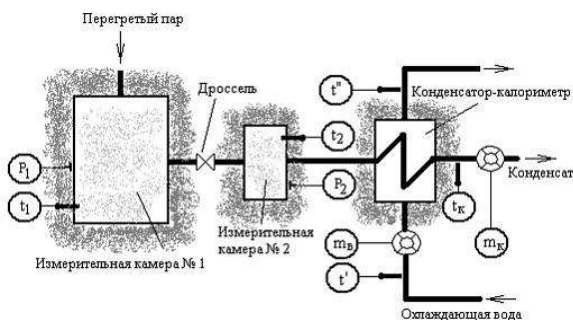 Перегретый пар
Дроссель
t"
Конденсатор-калориметр
t2
P1
P2
Конденсат
t1
tк
Измерительная камера № 1
Измерительная
камера № 2
mв
mк
t'
Охлаждающая вода